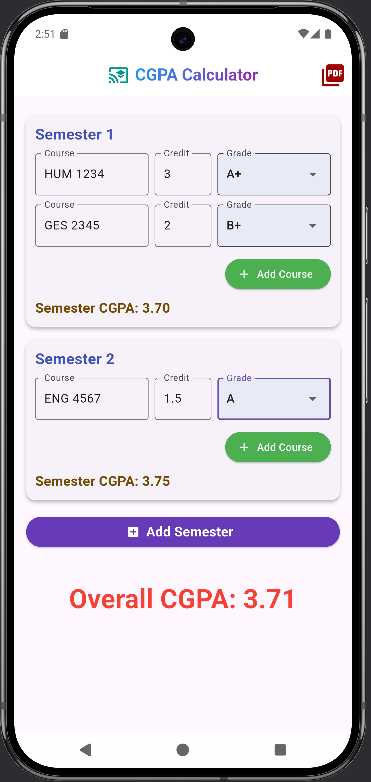 2:51
CGPA Calculator
PDF
Semester 1
Course Credit Grade
HUM 1234 3 A+
Course Credit Grade
GES 2345 2 B+
+ Add Course
Semester CGPA: 3.70
Semester 2
Course Credit Grade
ENG 4567 1.5 A
+ Add Course
Semester CGPA: 3.75
Add Semester
Overall CGPA: 3.71